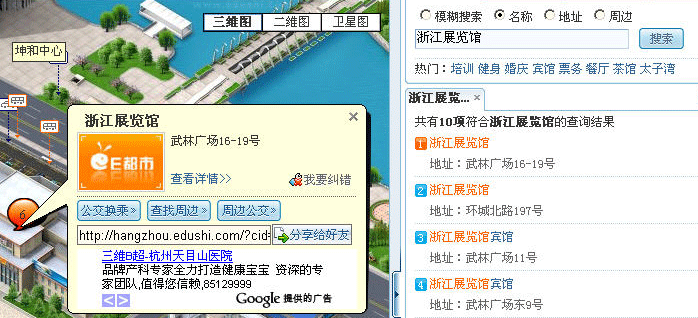 三维图 二维图 卫星图
坤和中心
浙江展览馆
e都市
武林广场16-19号
查看详情>>
我要纠错
公交换乘» 查找周边» 周边公交»
http://hangzhou.edushi.com/?cid=
分享给好友
三维B超-杭州天目山医院
品牌产科专家全力打造健康宝宝 资深的专
家团队,值得您信赖,85129999
Google 提供的广告
6
模糊搜索 名称 地址 周边
浙江展览馆 搜索
热门：培训 健身 婚庆 宾馆 票务 餐厅 茶馆 太子湾
浙江展览...
共有10项符合浙江展览馆的查询结果
1 浙江展览馆
地址：武林广场16-19号
2 浙江展览馆
地址：环城北路197号
3 浙江展览馆宾馆
地址：武林广场11号
4 浙江展览馆宾馆
地址：武林广场东9号